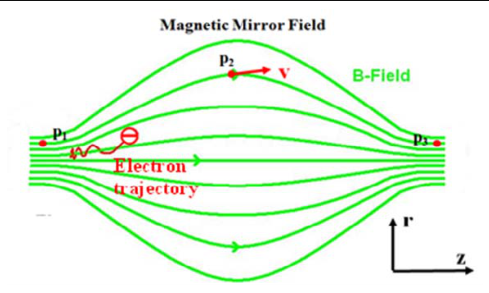 Magnetic Mirror Field
p2
v
B-Field
p1
p3
Electron
trajectory
r
z